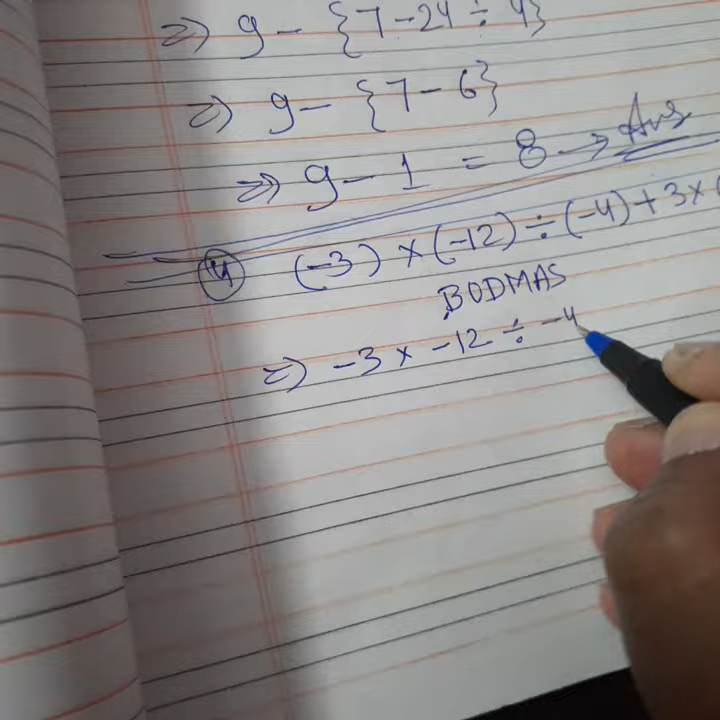 => 9 - {7 - 24 ÷ 4}
=> 9 - {7 - 6}
=> 9 - 1 = 8 → Ans
4 (-3) × (-12) ÷ (-4) + 3 × (
BODMAS
=> -3 × -12 ÷ -4